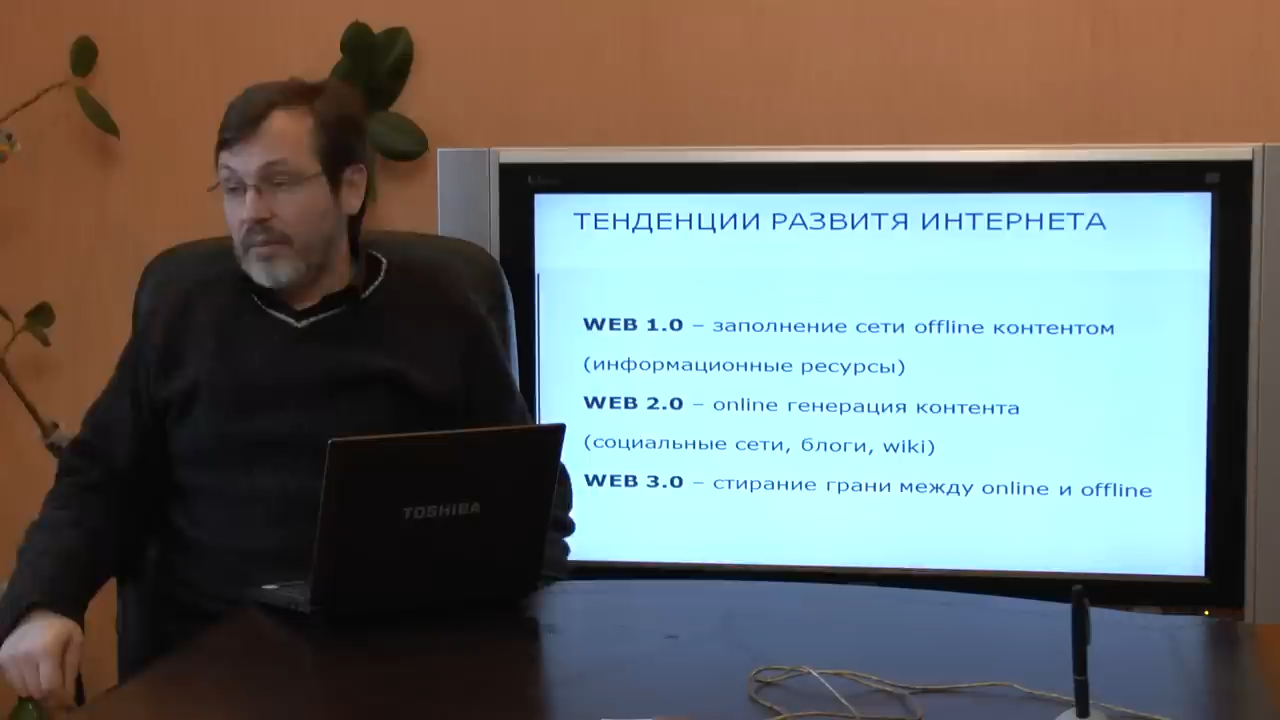 ТЕНДЕНЦИИ РАЗВИТЯ ИНТЕРНЕТА
WEB 1.0 – заполнение сети offline контентом
(информационные ресурсы)
WEB 2.0 – online генерация контента
(социальные сети, блоги, wiki)
WEB 3.0 – стирание грани между online и offline
TOSHIBA